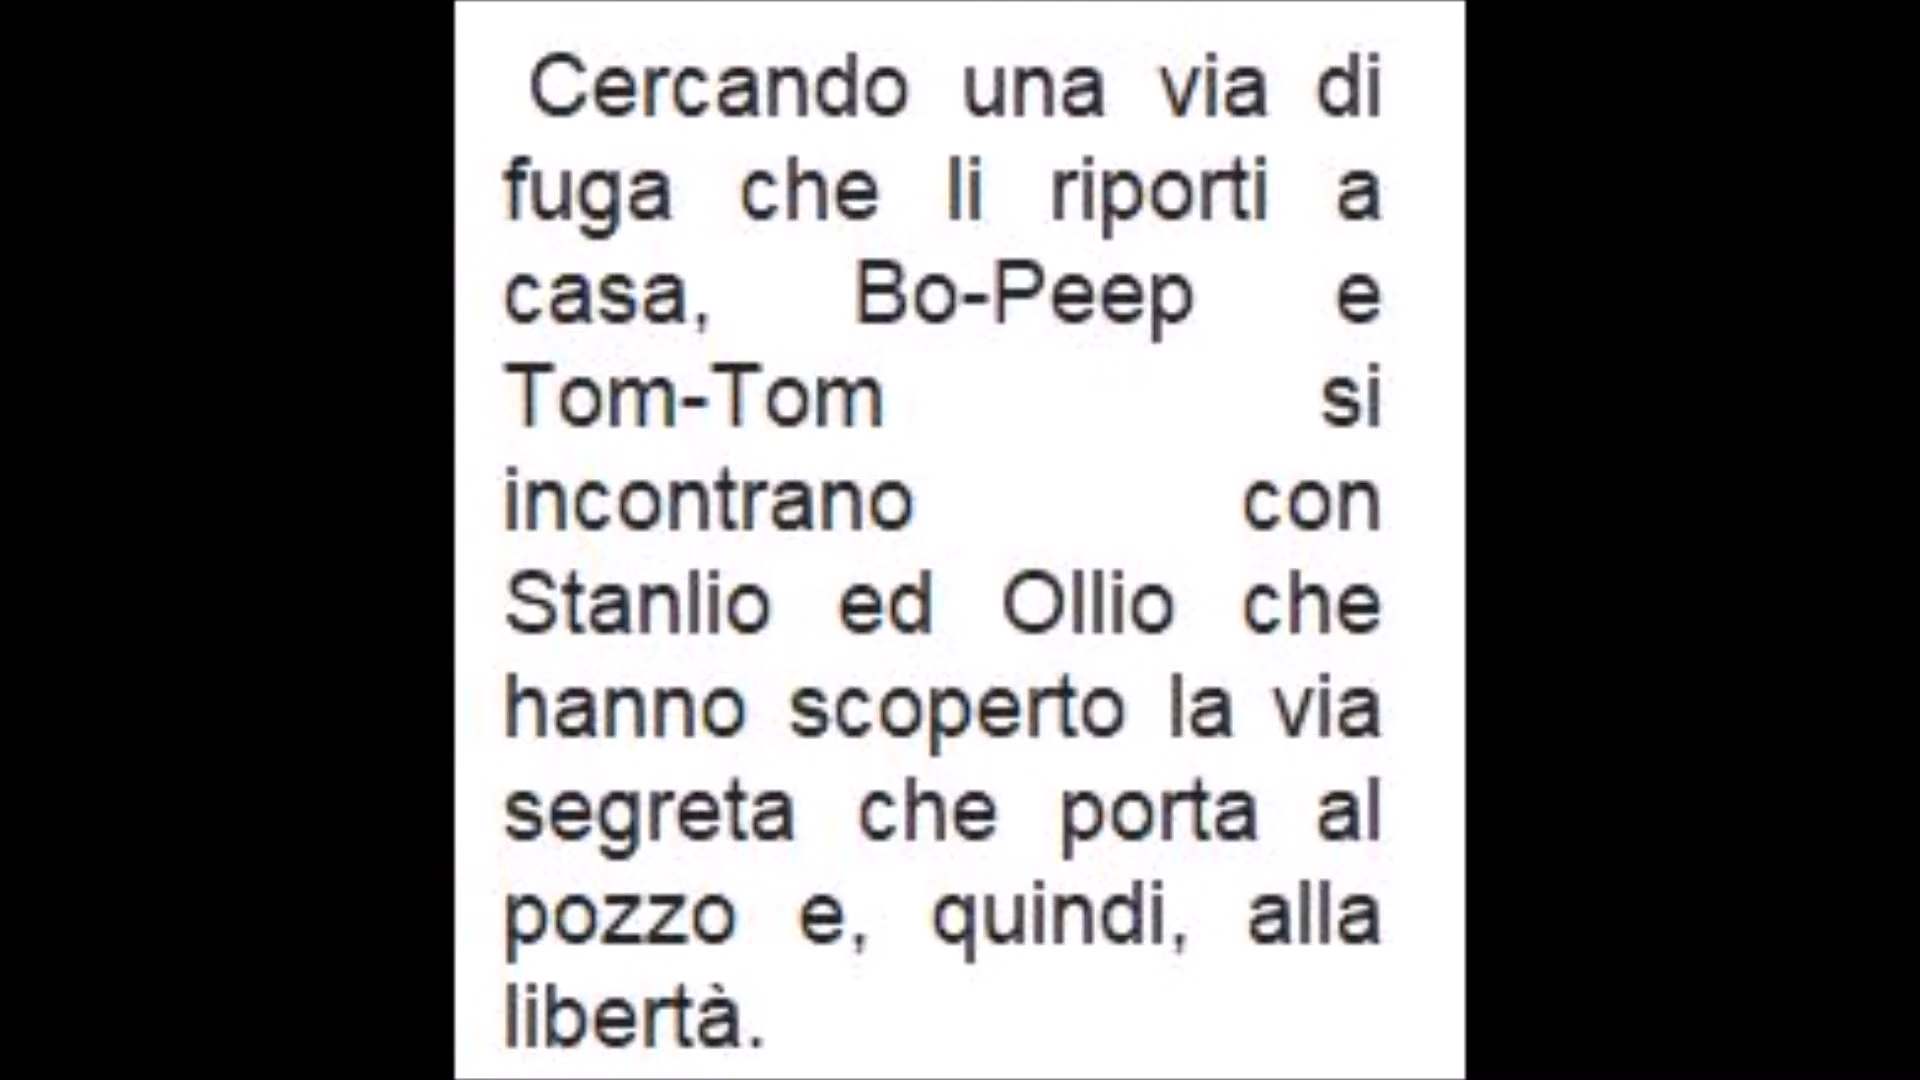 Cercando una via di
fuga che li riporti a
casa, Bo-Peep e
Tom-Tom si
incontrano con
Stanlio ed Ollio che
hanno scoperto la via
segreta che porta al
pozzo e, quindi, alla
libertà.